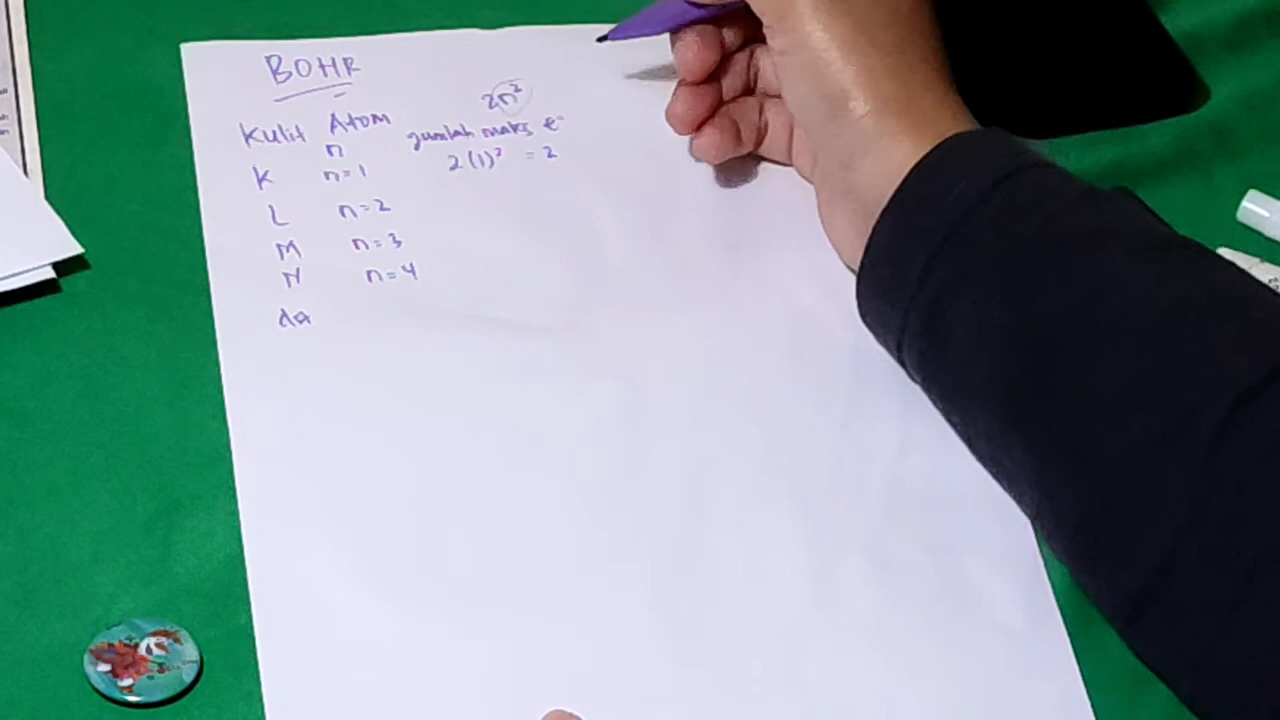 BOHR
2n²
Kulit Atom jumlah maks e⁻
n
K n=1 2(1)² = 2
L n=2
M n=3
N n=4
da